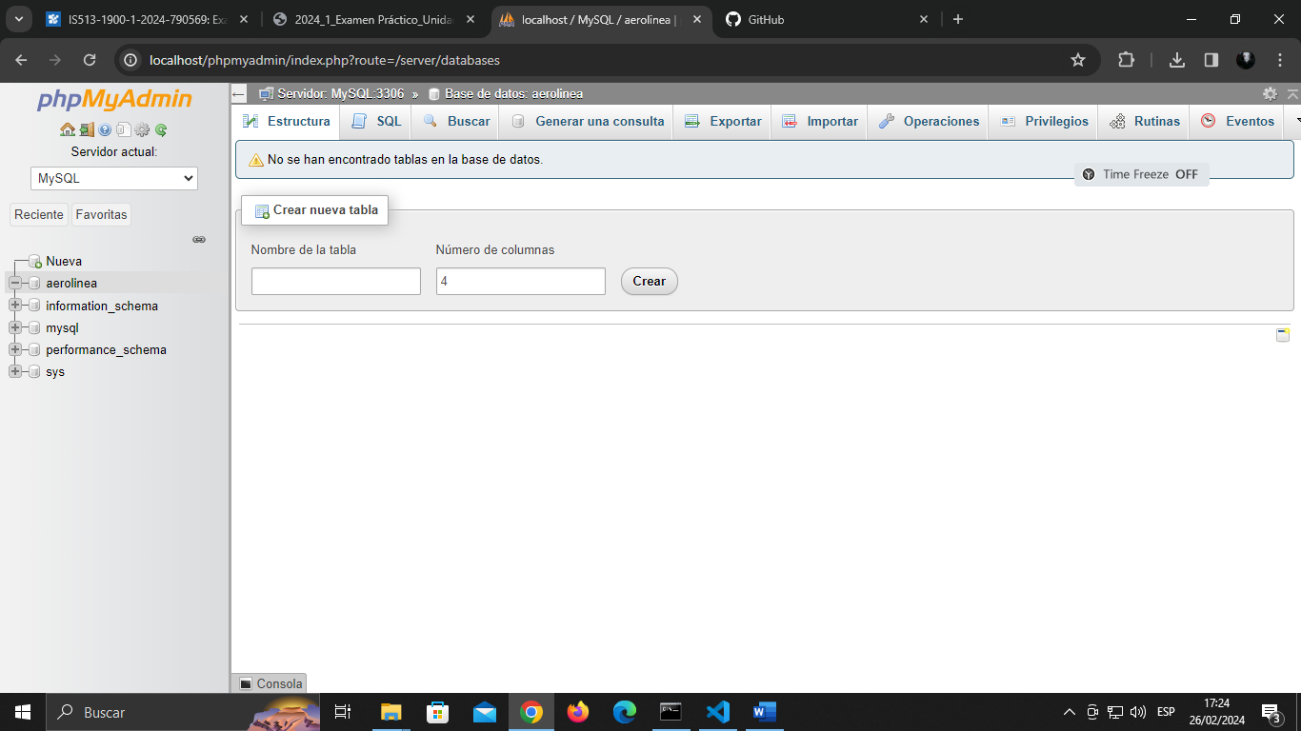 IS513-1900-1-2024-790569: Exa
2024_1_Examen Práctico_Unida
localhost / MySQL / aerolinea |
GitHub
localhost/phpmyadmin/index.php?route=/server/databases
phpMyAdmin
Servidor actual:
MySQL
Reciente Favoritas
Nueva
aerolinea
information_schema
mysql
performance_schema
sys
Servidor: MySQL:3306 » Base de datos: aerolinea
Estructura SQL Buscar Generar una consulta Exportar Importar Operaciones Privilegios Rutinas Eventos
No se han encontrado tablas en la base de datos.
Time Freeze OFF
Crear nueva tabla
Nombre de la tabla Número de columnas
4 Crear
Consola
Buscar
ESP
17:24
26/02/2024
3